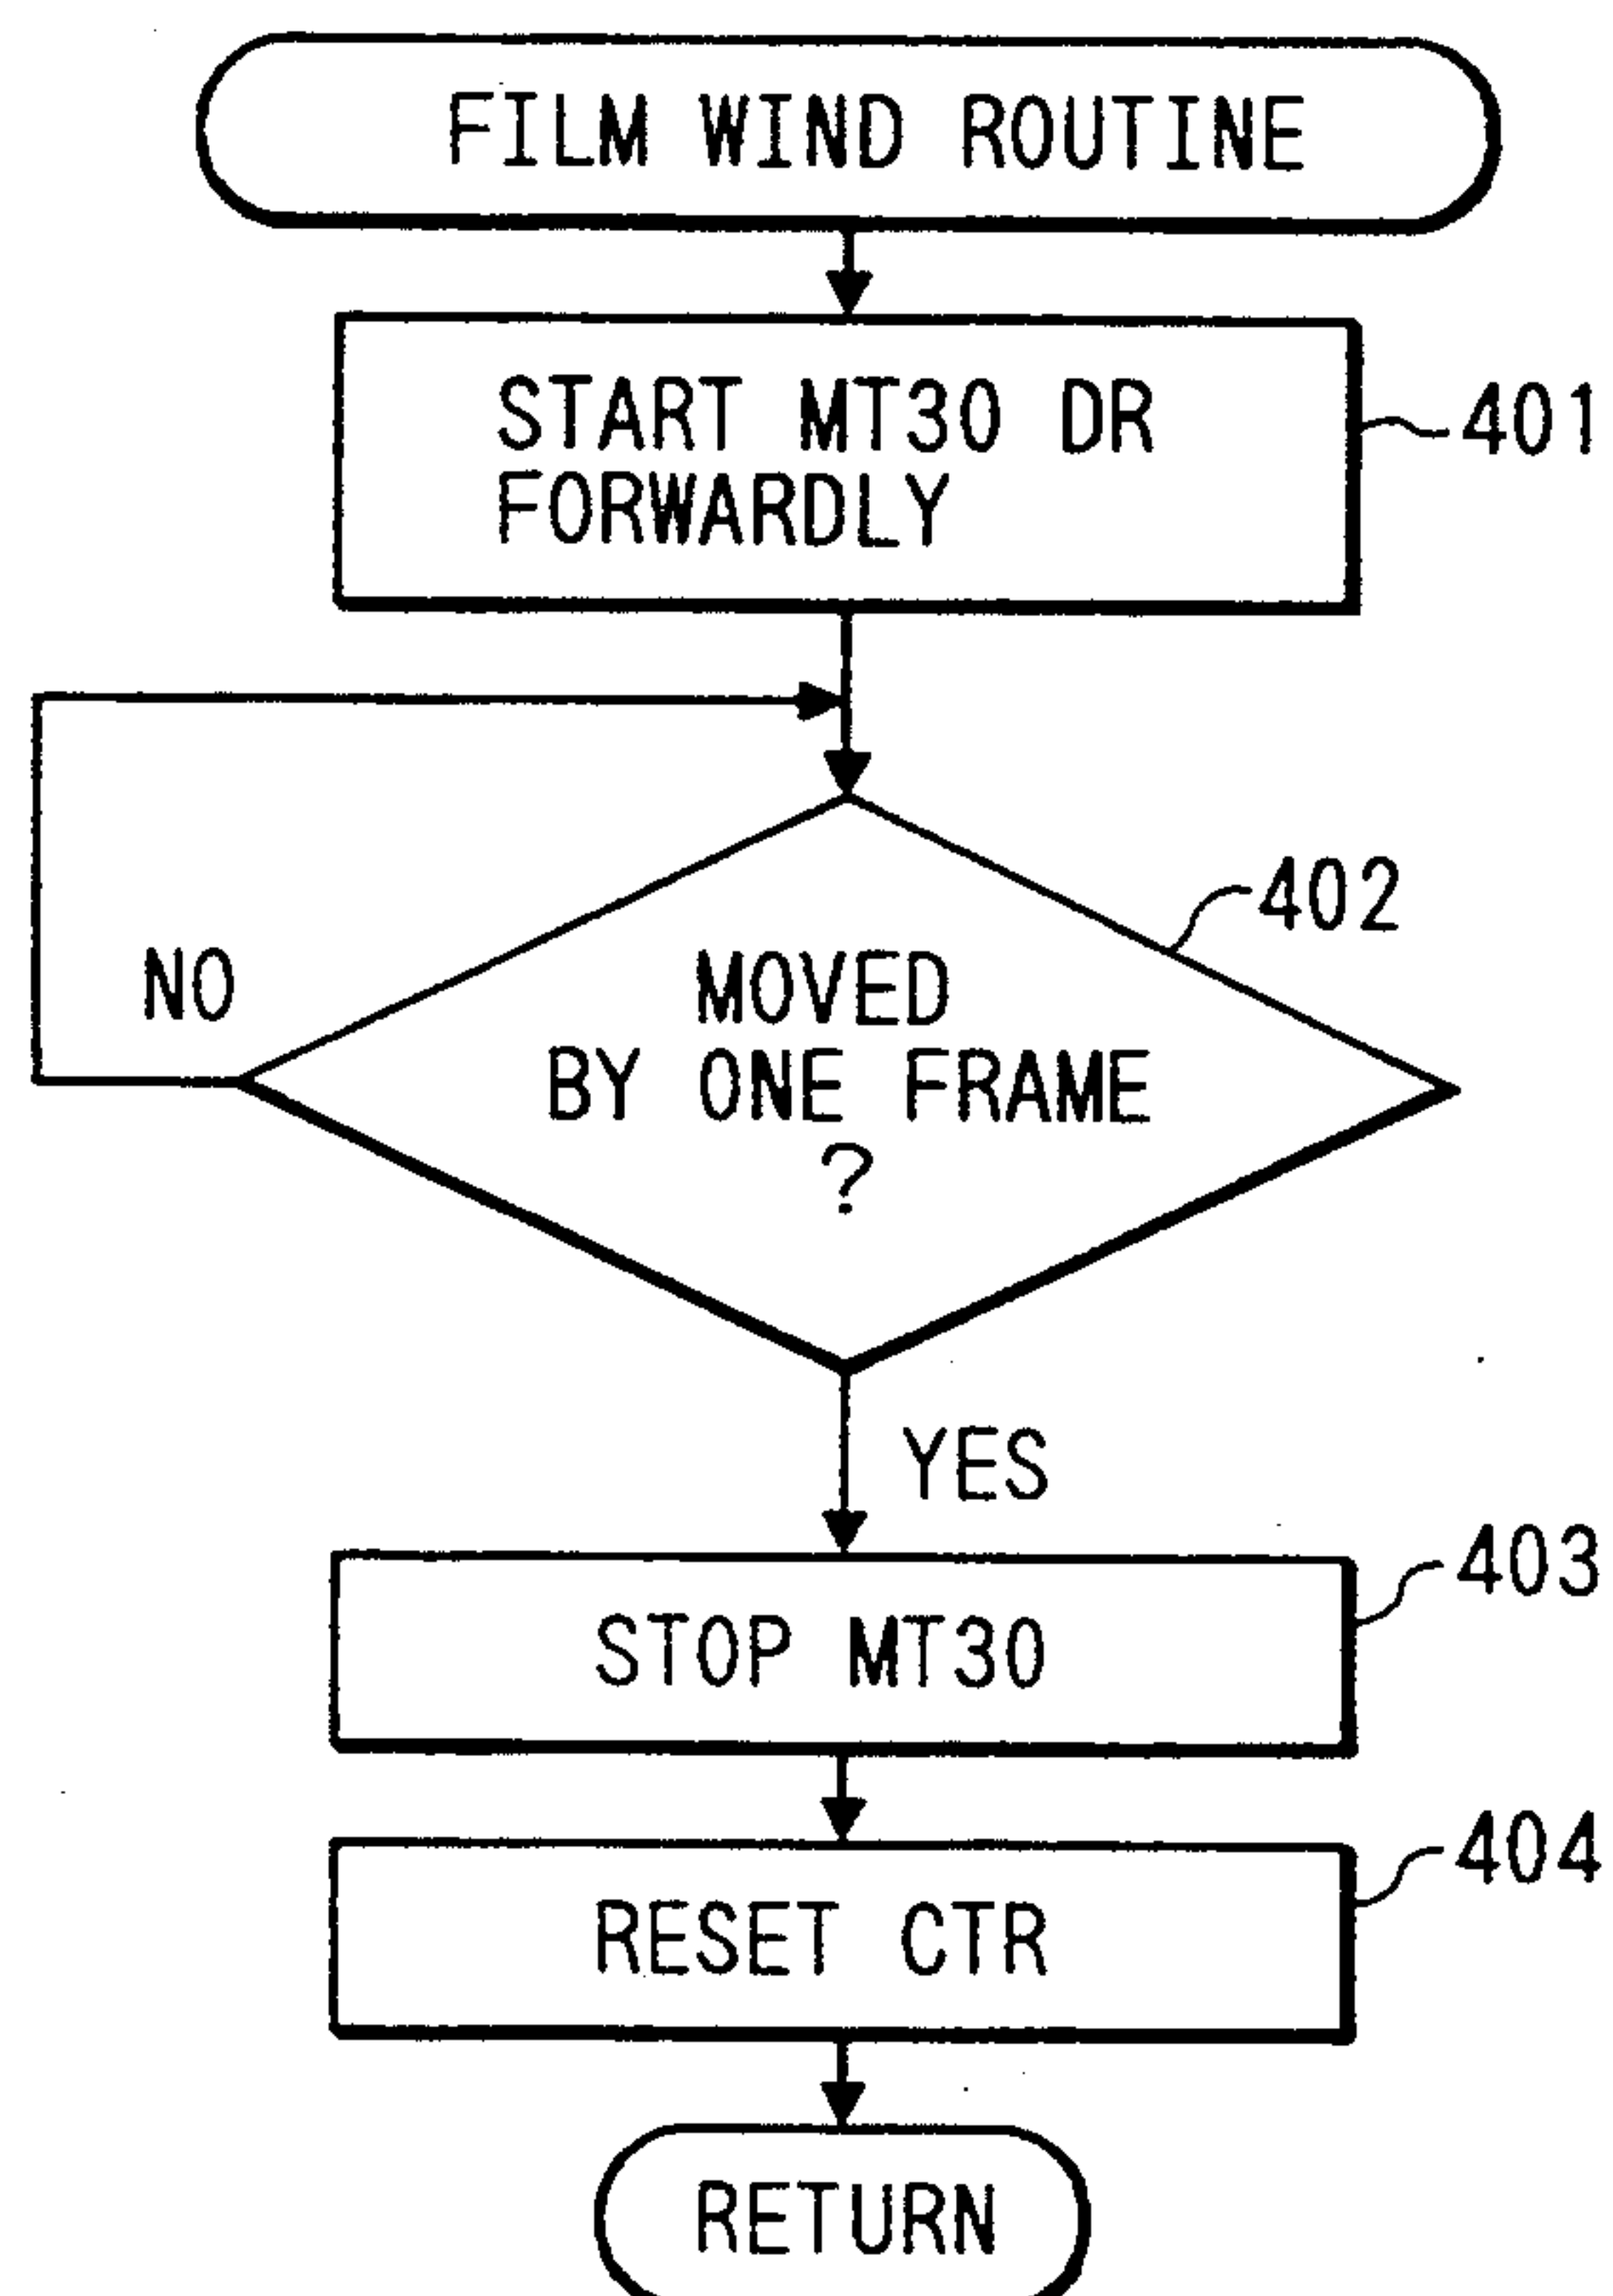 FILM WIND ROUTINE
START MT30 DR
FORWARDLY
401
402
NO
MOVED
BY ONE FRAME
?
YES
403
STOP MT30
404
RESET CTR
RETURN